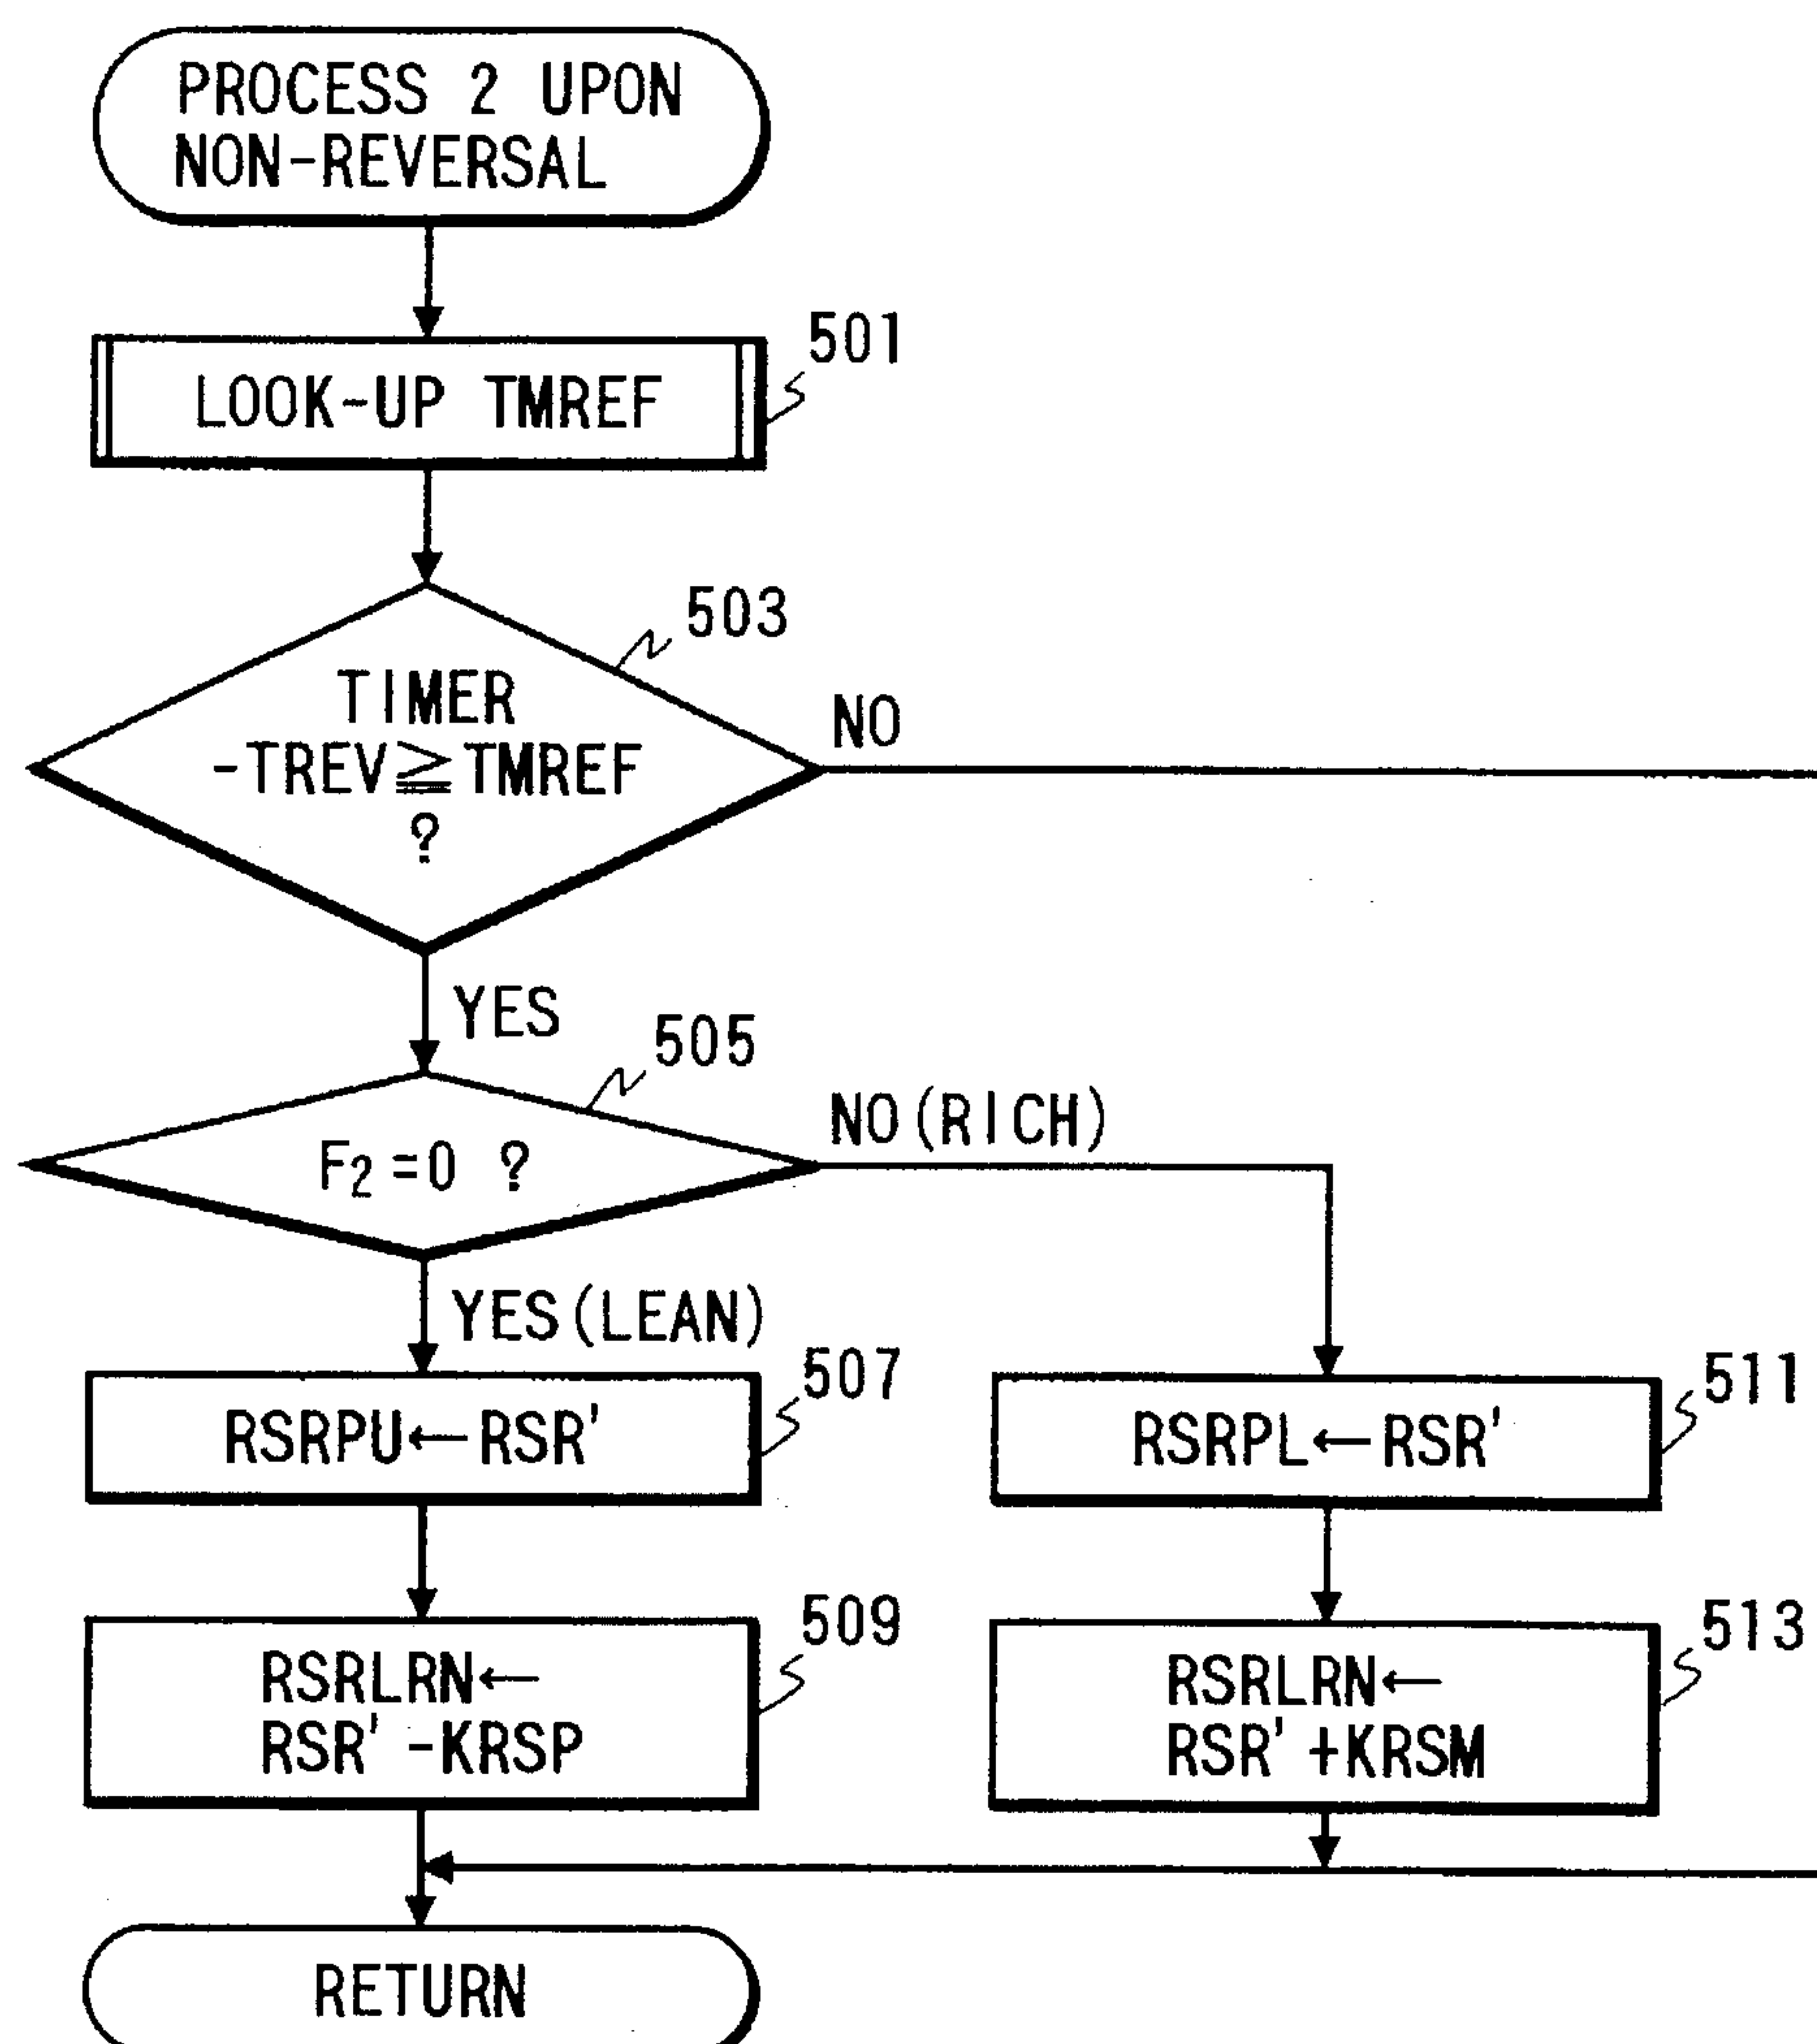 PROCESS 2 UPON
NON-REVERSAL
501
LOOK-UP TMREF
503
TIMER
-TREV≧TMREF
?
NO
YES
505
F₂=0 ?
NO(RICH)
YES(LEAN)
507
RSRPU←RSR'
511
RSRPL←RSR'
509
RSRLRN←
RSR'-KRSP
513
RSRLRN←
RSR'+KRSM
RETURN